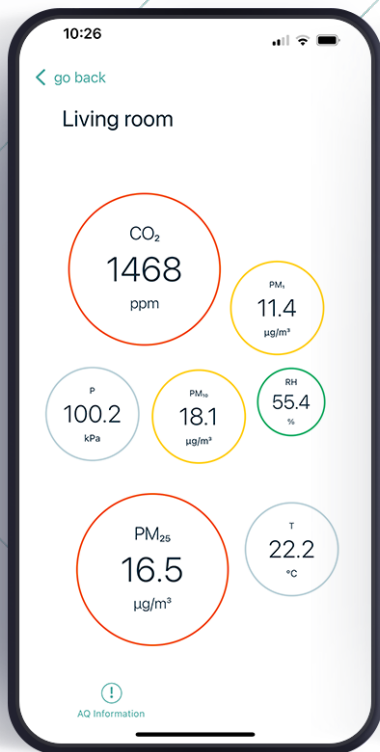 10:26
go back
Living room
CO₂
1468
ppm
PM₁
11.4
µg/m³
P
100.2
kPa
PM₁₀
18.1
µg/m³
RH
55.4
%
PM₂₅
16.5
µg/m³
T
22.2
°C
AQ Information